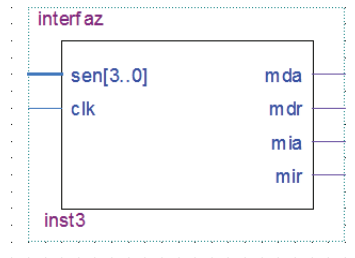 interfaz
sen[3..0] mda
clk mdr
mia
mir
inst3